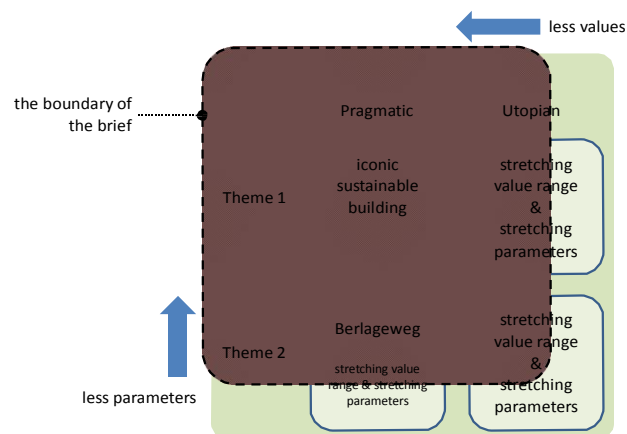 less values
the boundary of
the brief
Pragmatic
Utopian
Theme 1
iconic
sustainable
building
stretching
value range
&
stretching
parameters
Theme 2
Berlageweg
stretching value
range & stretching
parameters
stretching
value range
&
stretching
parameters
less parameters